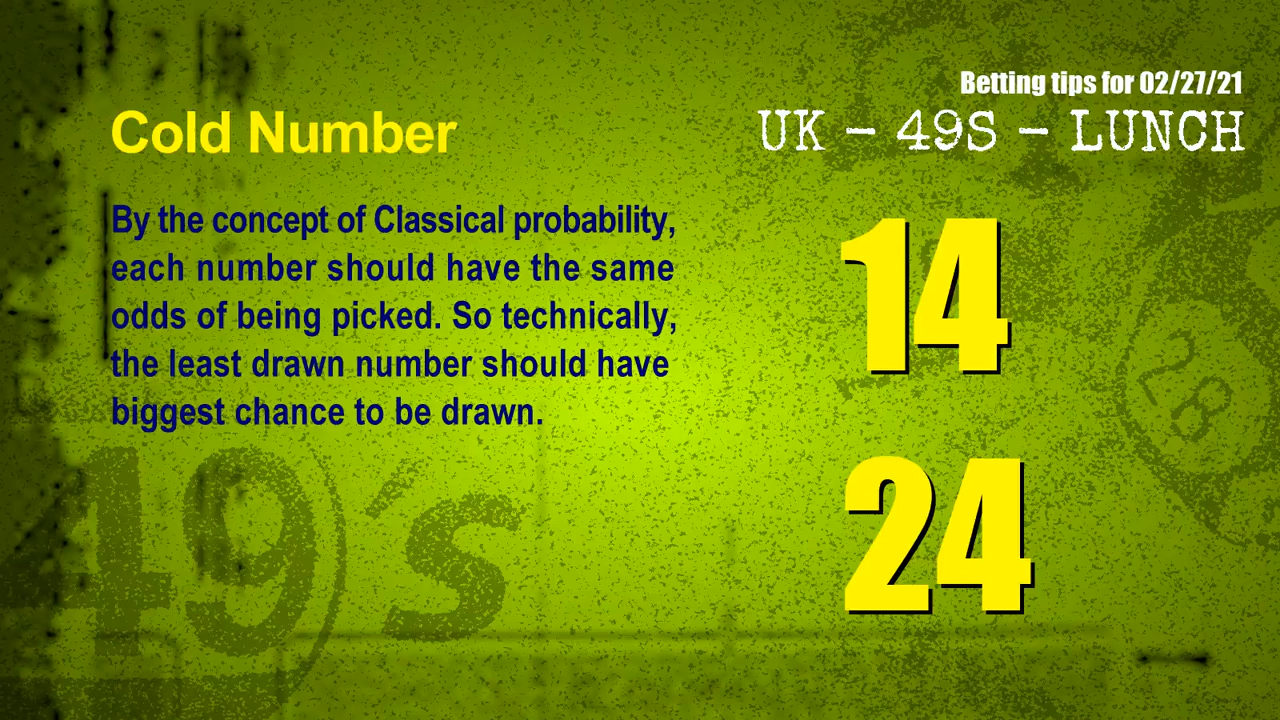 Betting tips for 02/27/21
Cold Number
UK - 49S - LUNCH
By the concept of Classical probability,
each number should have the same
odds of being picked. So technically,
the least drawn number should have
biggest chance to be drawn.
14
24
28
49's